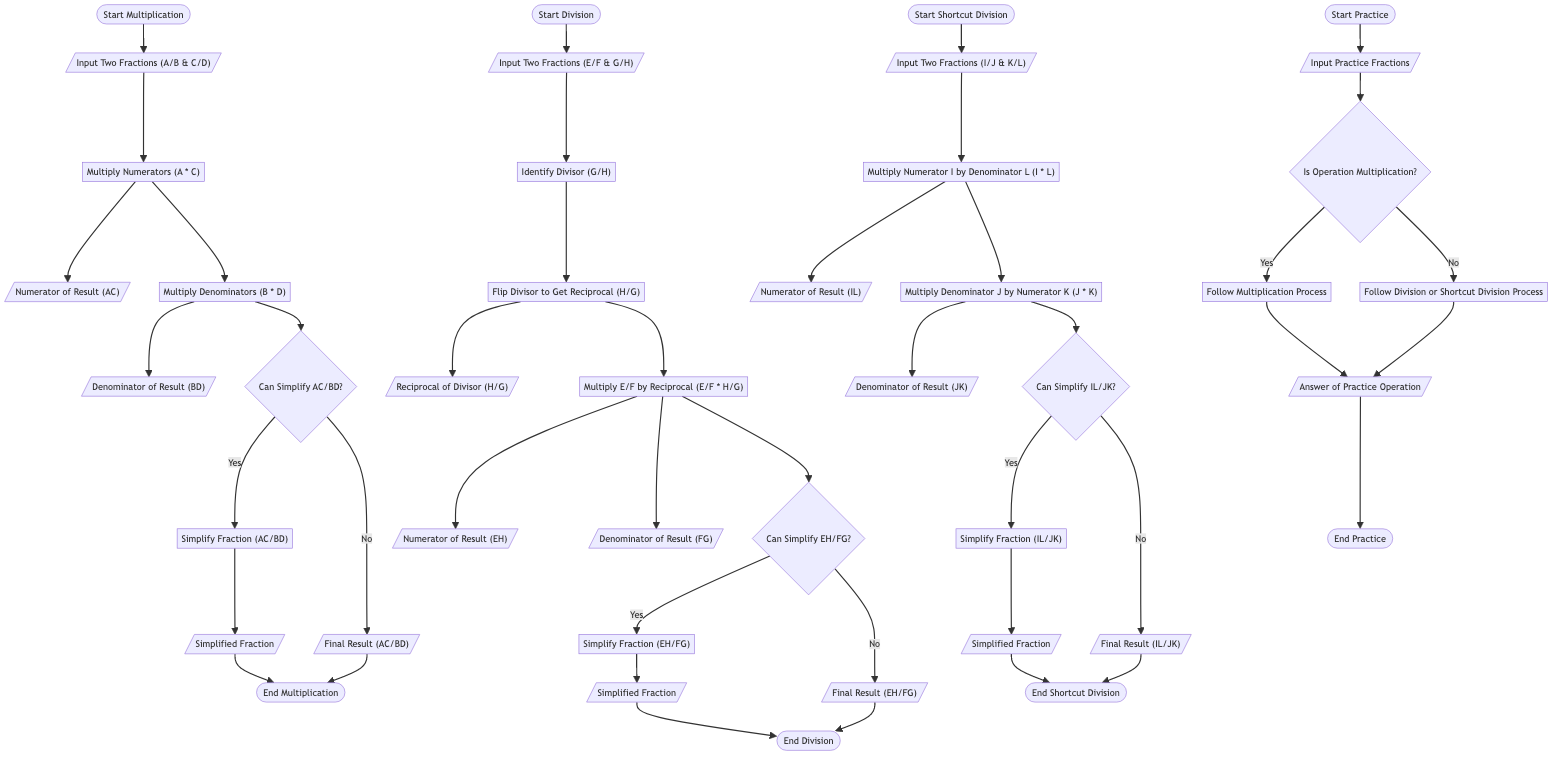 Start Multiplication
Input Two Fractions (A/B & C/D)
Multiply Numerators (A * C)
Numerator of Result (AC)
Multiply Denominators (B * D)
Denominator of Result (BD)
Can Simplify AC/BD?
Yes
No
Simplify Fraction (AC/BD)
Simplified Fraction
Final Result (AC/BD)
End Multiplication
Start Division
Input Two Fractions (E/F & G/H)
Identify Divisor (G/H)
Flip Divisor to Get Reciprocal (H/G)
Reciprocal of Divisor (H/G)
Multiply E/F by Reciprocal (E/F * H/G)
Numerator of Result (EH)
Denominator of Result (FG)
Can Simplify EH/FG?
Yes
No
Simplify Fraction (EH/FG)
Simplified Fraction
Final Result (EH/FG)
End Division
Start Shortcut Division
Input Two Fractions (I/J & K/L)
Multiply Numerator I by Denominator L (I * L)
Numerator of Result (IL)
Multiply Denominator J by Numerator K (J * K)
Denominator of Result (JK)
Can Simplify IL/JK?
Yes
No
Simplify Fraction (IL/JK)
Simplified Fraction
Final Result (IL/JK)
End Shortcut Division
Start Practice
Input Practice Fractions
Is Operation Multiplication?
Yes
No
Follow Multiplication Process
Follow Division or Shortcut Division Process
Answer of Practice Operation
End Practice